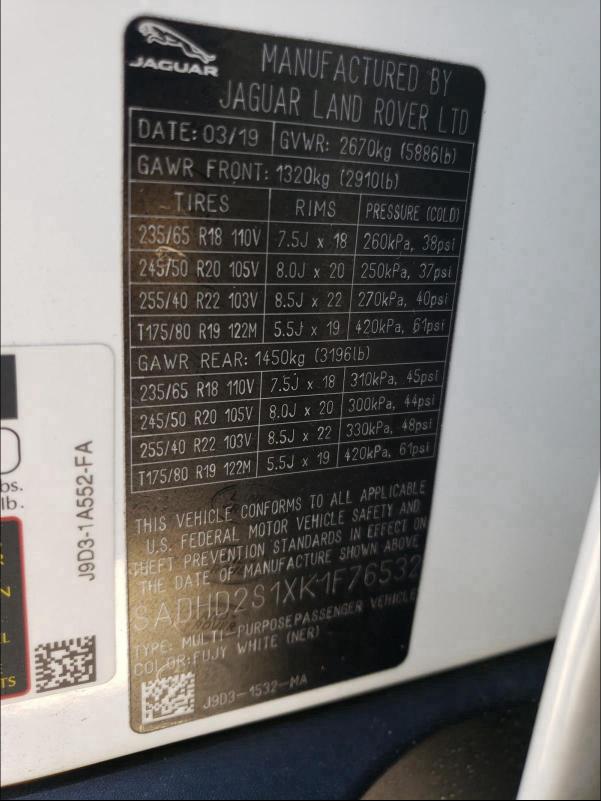 JAGUAR
MANUFACTURED BY
JAGUAR LAND ROVER LTD
DATE: 03/19 GVWR: 2670kg (5886lb)
GAWR FRONT: 1320kg (2910lb)
TIRES RIMS PRESSURE (COLD)
235/65 R18 110V 7.5J x 18 260kPa, 38psi
245/50 R20 105V 8.0J x 20 250kPa, 37psi
255/40 R22 103V 8.5J x 22 270kPa, 40psi
T175/80 R19 122M 5.5J x 19 420kPa, 61psi
GAWR REAR: 1450kg (3196lb)
235/65 R18 110V 7.5J x 18 310kPa, 45psi
245/50 R20 105V 8.0J x 20 300kPa, 44psi
255/40 R22 103V 8.5J x 22 330kPa, 48psi
T175/80 R19 122M 5.5J x 19 420kPa, 61psi
THIS VEHICLE CONFORMS TO ALL APPLICABLE
U.S. FEDERAL MOTOR VEHICLE SAFETY AND
THEFT PREVENTION STANDARDS IN EFFECT ON
THE DATE OF MANUFACTURE SHOWN ABOVE
SADHD2S1XK1F76532
TYPE: MULTI-PURPOSEPASSENGER VEHICLE
COLOR:FUJY WHITE (NER)
J9D3-1532-MA
J9D3-1A552-FA
bs.
lb.
L
TS